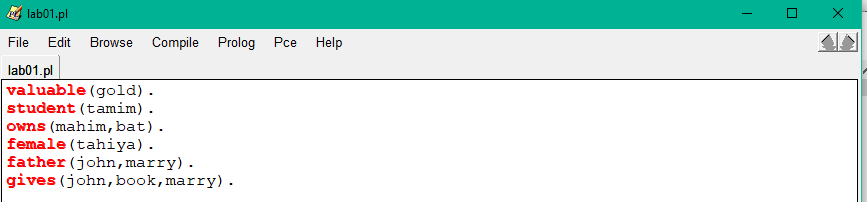 lab01.pl
File Edit Browse Compile Prolog Pce Help
lab01.pl
valuable(gold).
student(tamim).
owns(mahim,bat).
female(tahiya).
father(john,marry).
gives(john,book,marry).